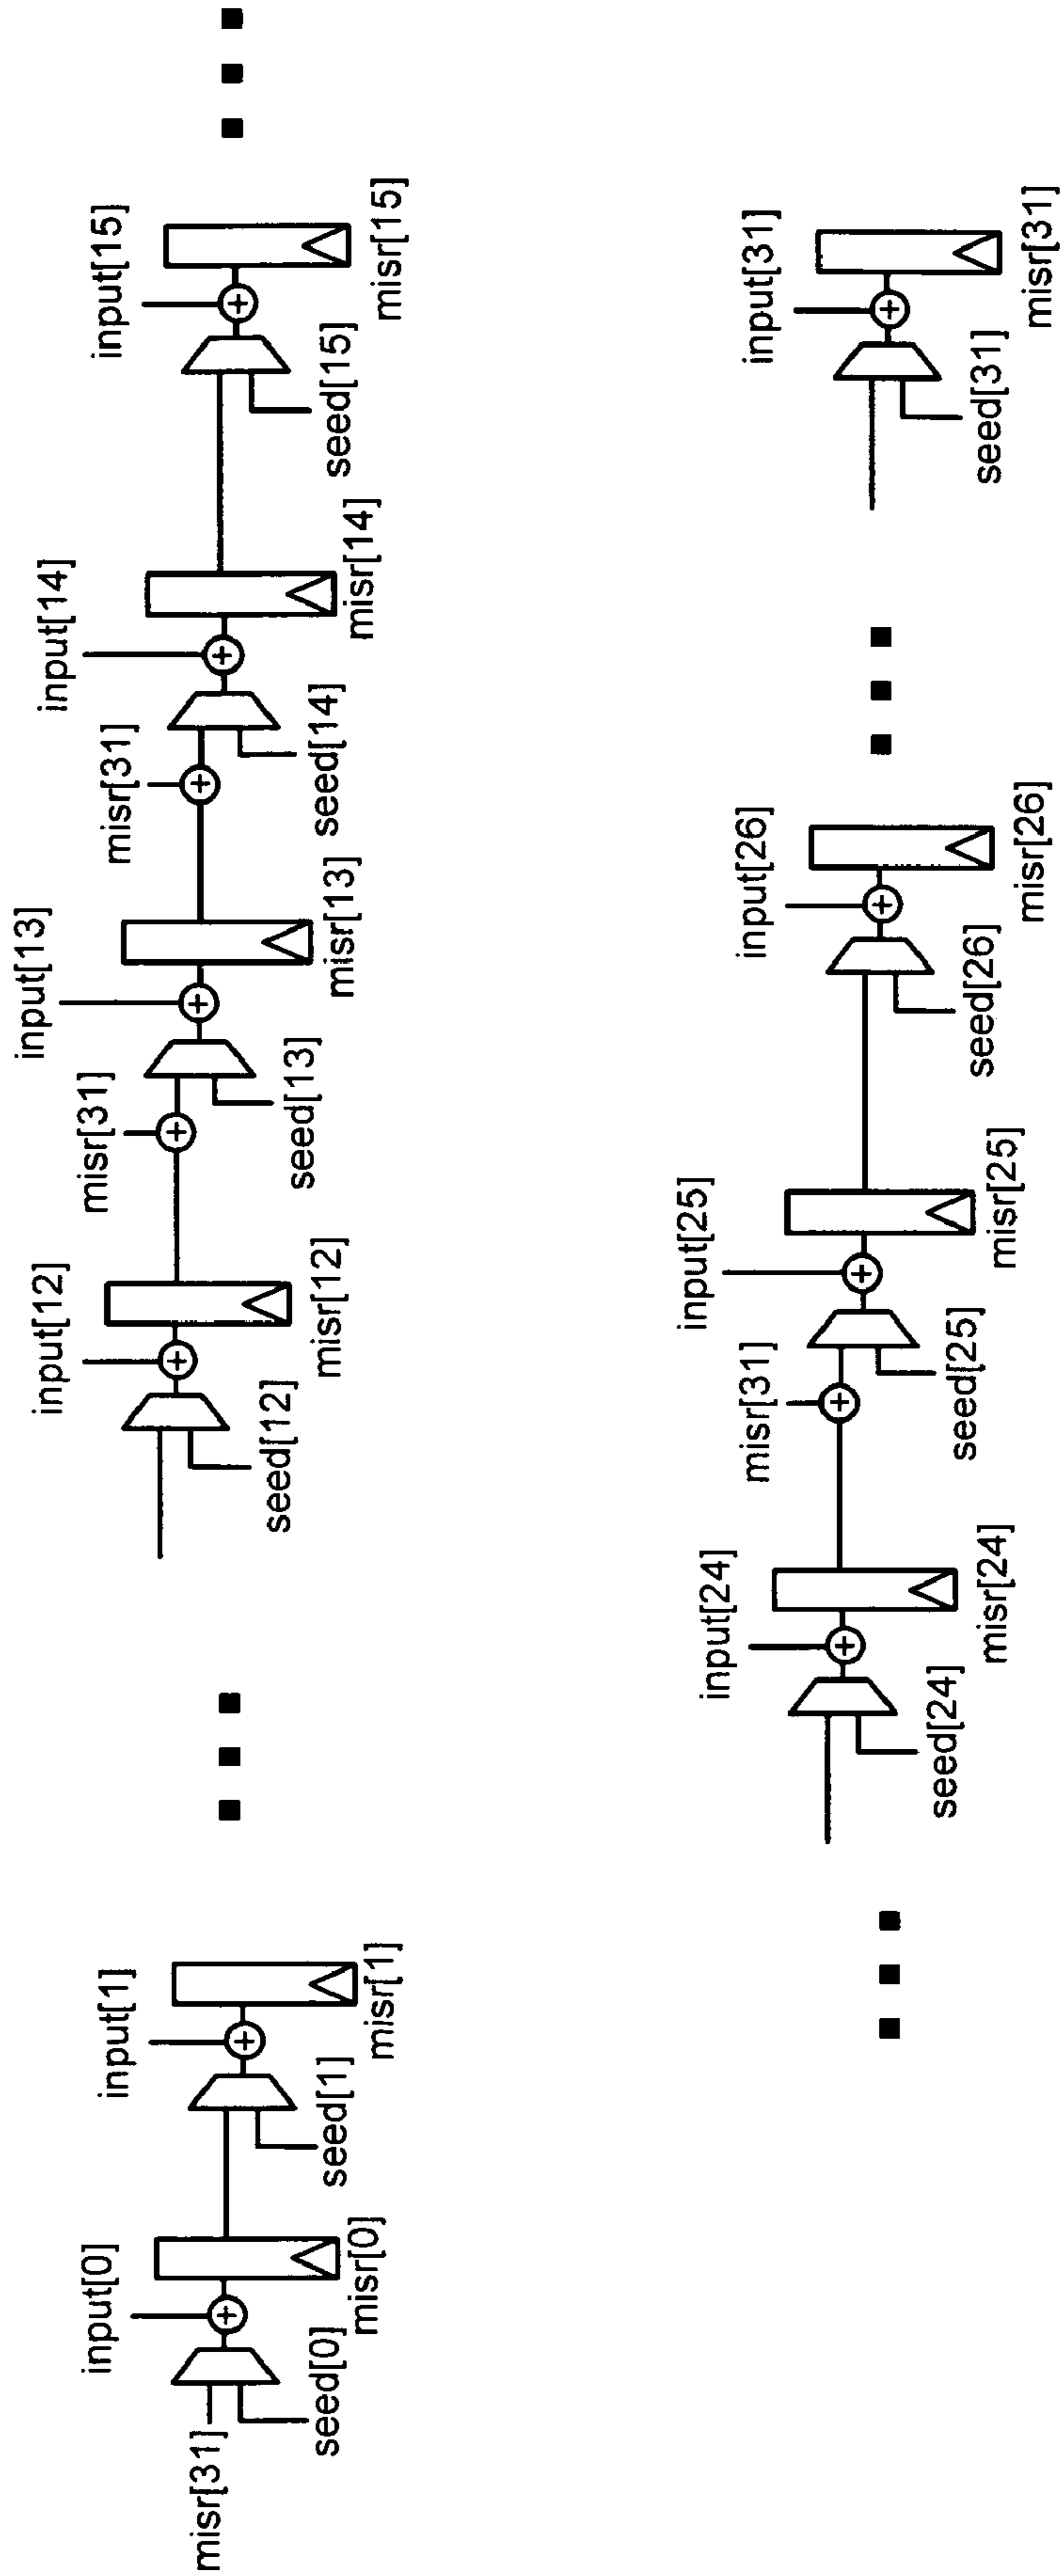 input[0]
misr[31]
seed[0]
misr[0]
input[1]
seed[1]
misr[1]
input[12]
seed[12]
misr[12]
input[13]
misr[31]
seed[13]
misr[13]
input[14]
misr[31]
seed[14]
misr[14]
input[15]
seed[15]
misr[15]
input[24]
seed[24]
misr[24]
input[25]
misr[31]
seed[25]
misr[25]
input[26]
seed[26]
misr[26]
input[31]
seed[31]
misr[31]